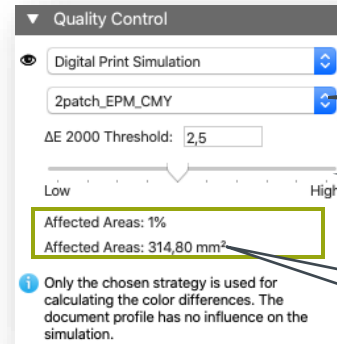 Quality Control
Digital Print Simulation
2patch_EPM_CMY
ΔE 2000 Threshold: 2,5
Low High
Affected Areas: 1%
Affected Areas: 314,80 mm²
Only the chosen strategy is used for
calculating the color differences. The
document profile has no influence on the
simulation.